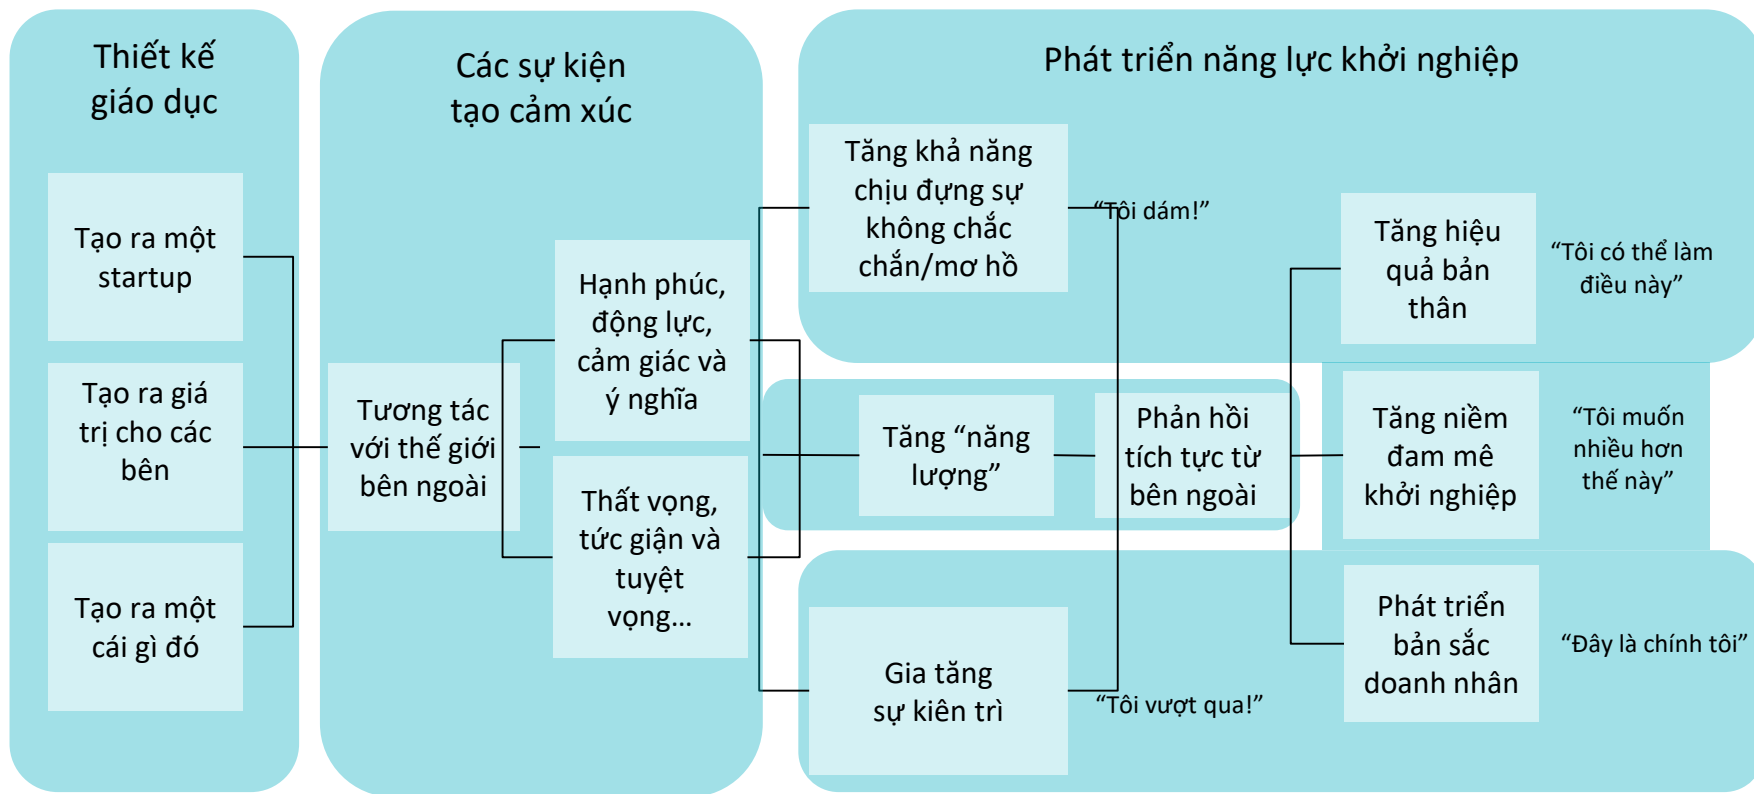 Thiết kế
giáo dục
Tạo ra một
startup
Tạo ra giá
trị cho các
bên
Tạo ra một
cái gì đó
Các sự kiện
tạo cảm xúc
Tương tác
với thế giới
bên ngoài
Hạnh phúc,
động lực,
cảm giác và
ý nghĩa
Thất vọng,
tức giận và
tuyệt
vọng...
Phát triển năng lực khởi nghiệp
Tăng khả năng
chịu đựng sự
không chắc
chắn/mơ hồ
“Tôi dám!”
Tăng “năng
lượng”
Phản hồi
tích tực từ
bên ngoài
Gia tăng
sự kiên trì
“Tôi vượt qua!”
Tăng hiệu
quả bản
thân
“Tôi có thể làm
điều này”
Tăng niềm
đam mê
khởi nghiệp
“Tôi muốn
nhiều hơn
thế này”
Phát triển
bản sắc
doanh nhân
“Đây là chính tôi”